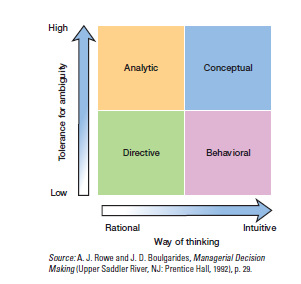 High
Analytic
Conceptual
Tolerance for ambiguity
Directive
Behavioral
Low
Rational
Intuitive
Way of thinking
Source: A. J. Rowe and J. D. Boulgarides, Managerial Decision
Making (Upper Saddler River, NJ: Prentice Hall, 1992), p. 29.